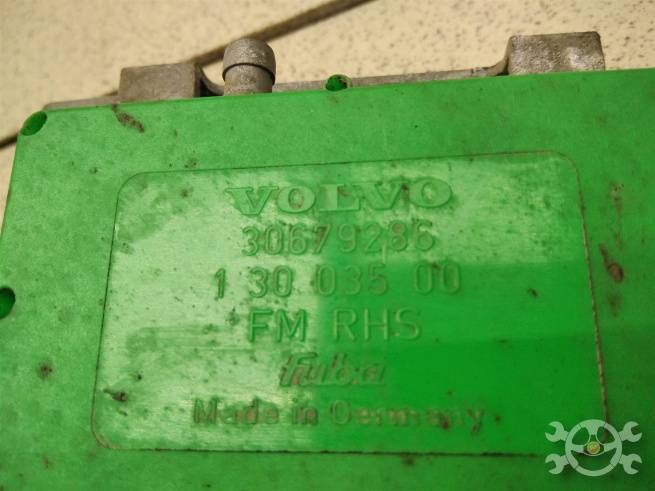 VOLVO
30679286
1 30 035 00
FM RHS
fuba
Made in Germany